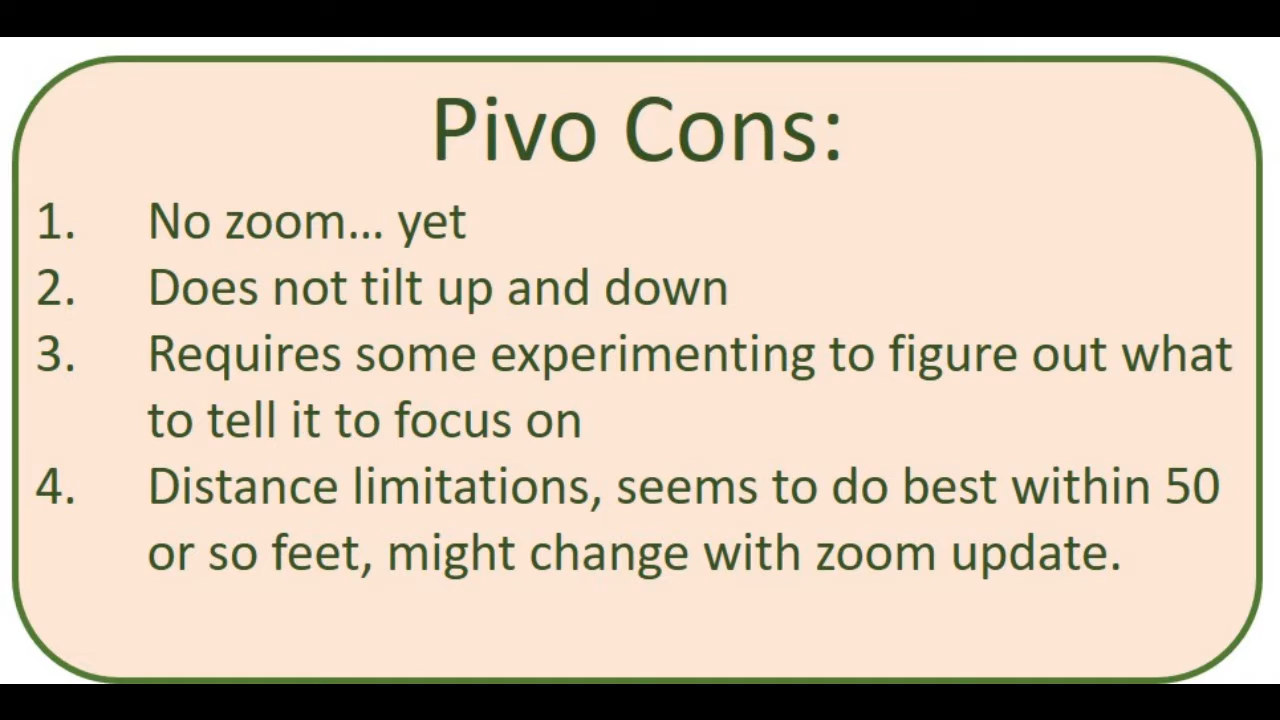 Pivo Cons:
1. No zoom... yet
2. Does not tilt up and down
3. Requires some experimenting to figure out what
to tell it to focus on
4. Distance limitations, seems to do best within 50
or so feet, might change with zoom update.